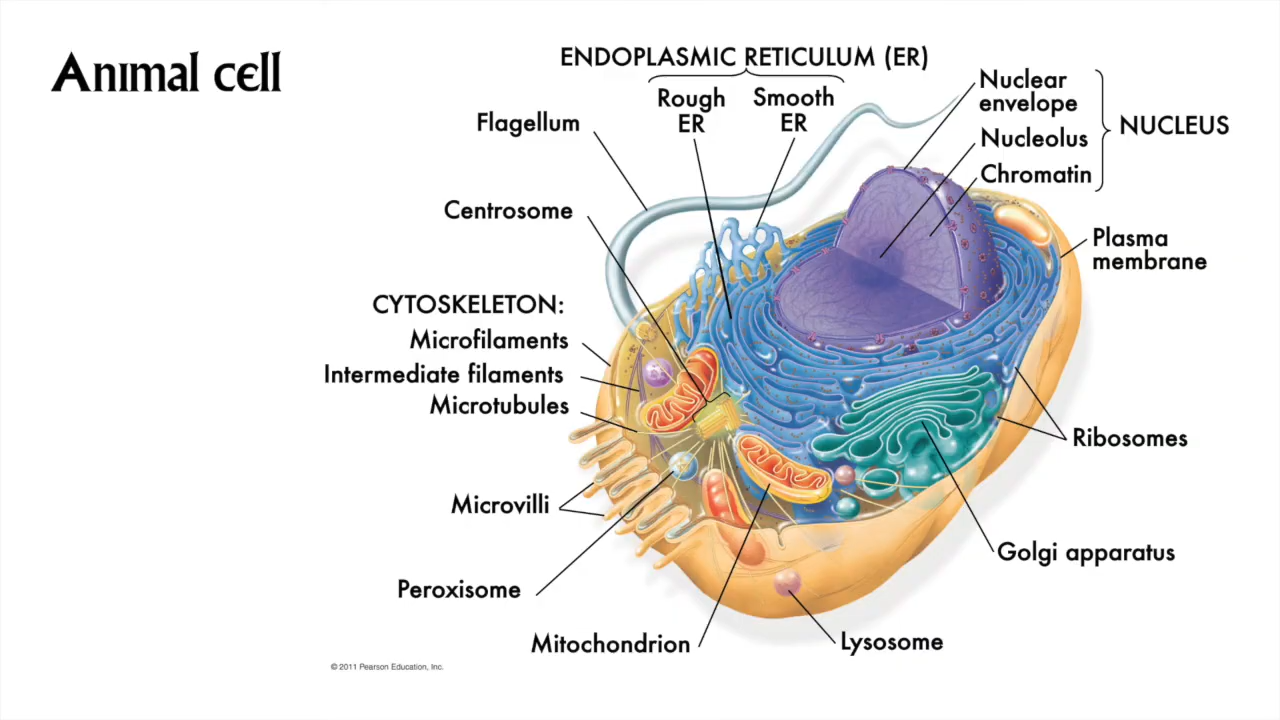 Animal cell
ENDOPLASMIC RETICULUM (ER)
Rough
ER
Smooth
ER
Flagellum
Nuclear
envelope
Nucleolus
Chromatin
NUCLEUS
Centrosome
Plasma
membrane
CYTOSKELETON:
Microfilaments
Intermediate filaments
Microtubules
Ribosomes
Microvilli
Golgi apparatus
Peroxisome
Mitochondrion
Lysosome
© 2011 Pearson Education, Inc.